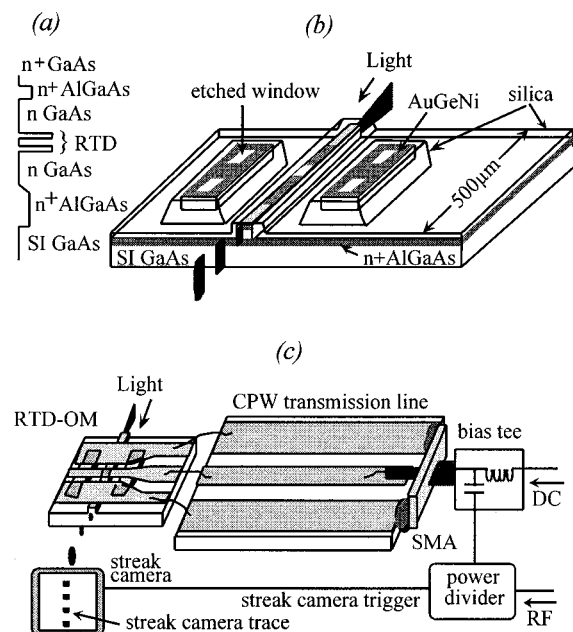 (a)
n+ GaAs
n+ AlGaAs
n GaAs
} RTD
n GaAs
n+ AlGaAs
SI GaAs
(b)
Light
etched window
AuGeNi
silica
500µm
SI GaAs
n+AlGaAs
(c)
Light
RTD-OM
CPW transmission line
bias tee
DC
SMA
streak
camera
streak camera trigger
power
divider
RF
streak camera trace